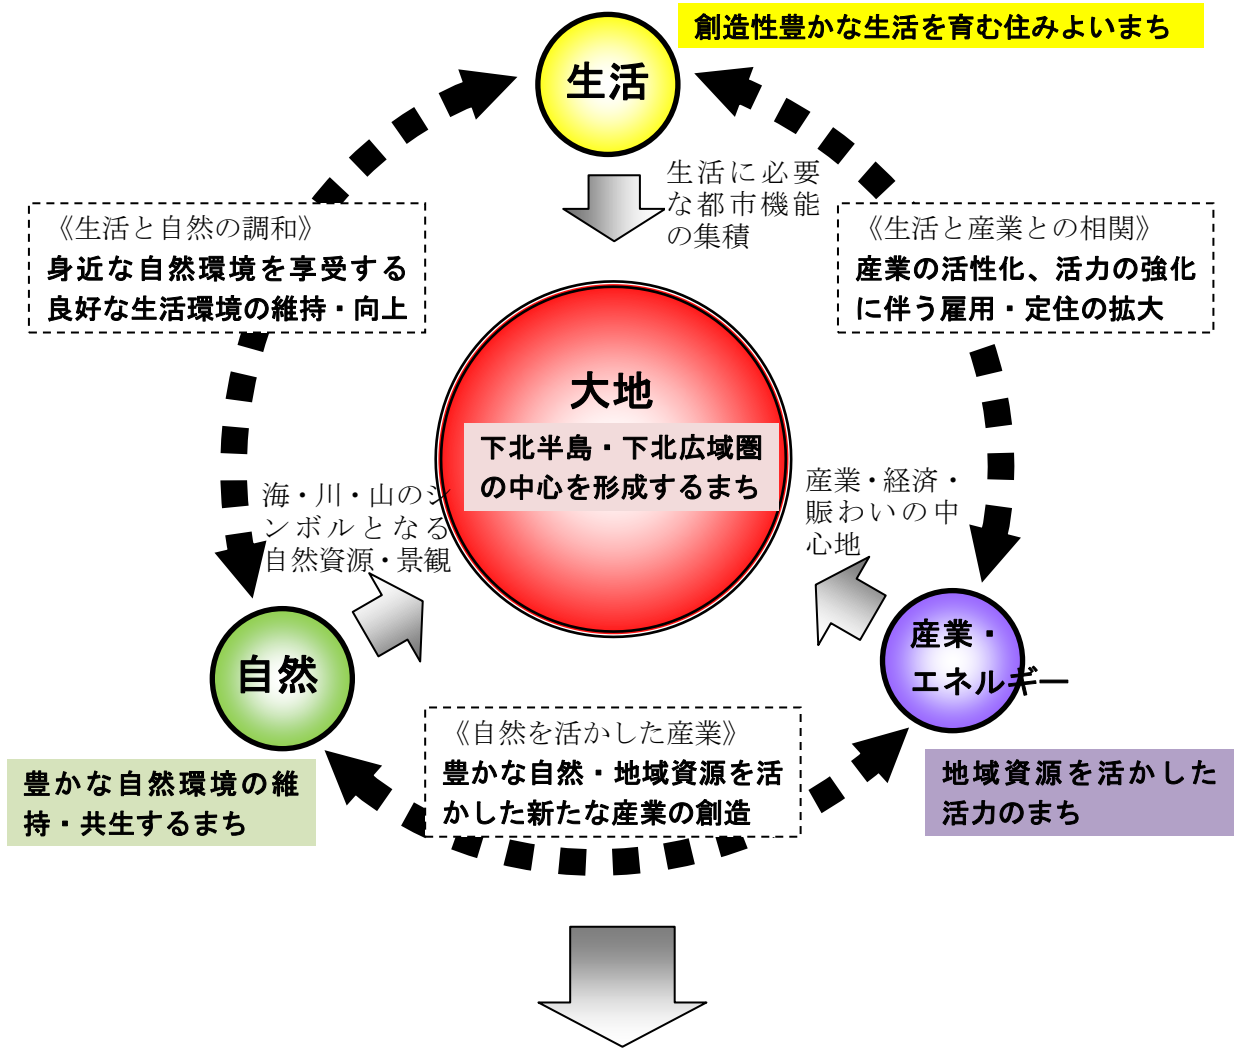 創造性豊かな生活を育む住みよいまち
生活
生活に必要
な都市機能
の集積
《生活と自然の調和》
身近な自然環境を享受する
良好な生活環境の維持・向上
《生活と産業との相関》
産業の活性化、活力の強化
に伴う雇用・定住の拡大
大地
下北半島・下北広域圏
の中心を形成するまち
海・川・山のシ
ンボルとなる
自然資源・景観
産業・経済・
賑わいの中
心地
自然
産業・
エネルギー
《自然を活かした産業》
豊かな自然・地域資源を活
かした新たな産業の創造
豊かな自然環境の維
持・共生するまち
地域資源を活かした
活力のまち